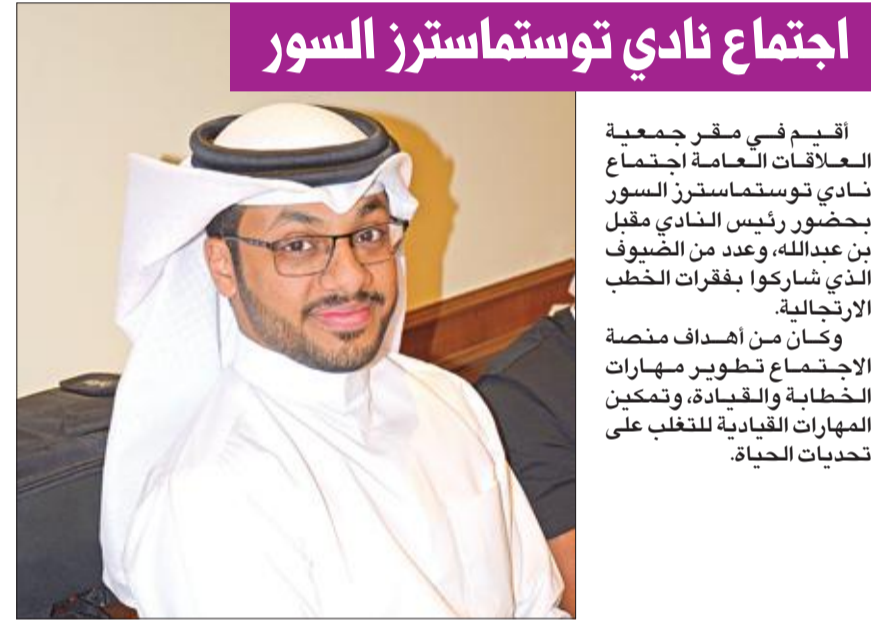 اجتماع نادي توستماسترز السور
أقيم في مقر جمعية
العلاقات العامة اجتماع
نادي توستماسترز السور
بحضور رئيس النادي مقبل
بن عبدالله، وعدد من الضيوف
الذي شاركوا بفقرات الخطب
الارتجالية.
وكان من أهداف منصة
الاجتماع تطوير مهارات
الخطابة والقيادة، وتمكين
المهارات القيادية للتغلب على
تحديات الحياة.